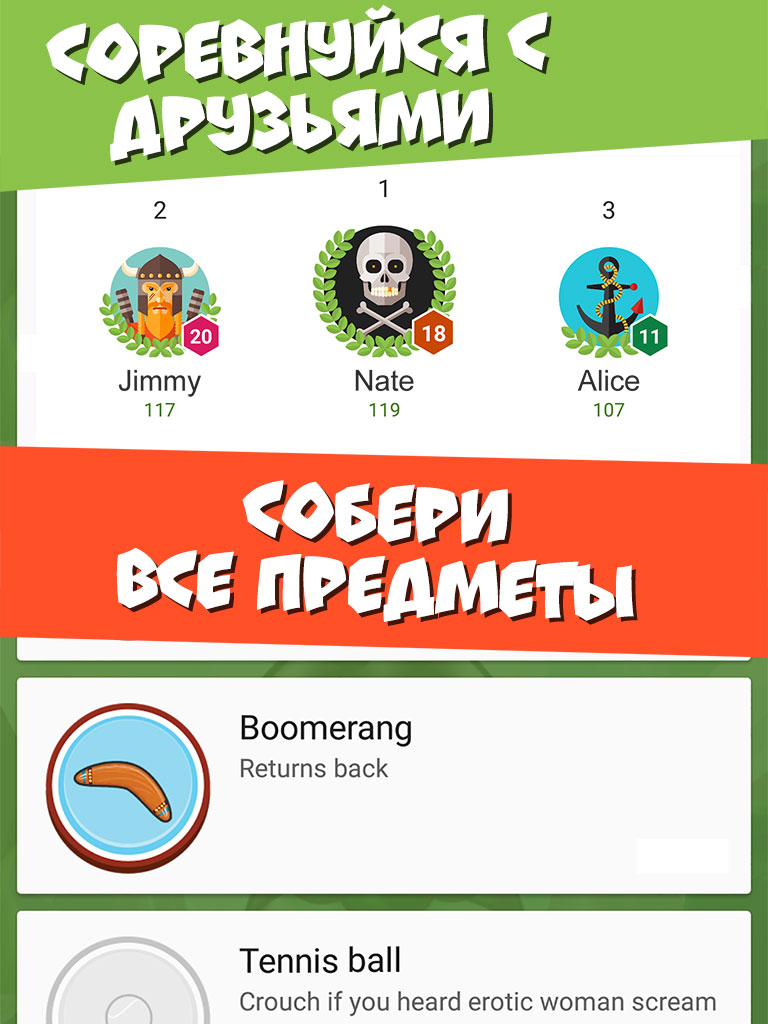 СОРЕВНУЙСЯ С
ДРУЗЬЯМИ
1
2
3
20
18
11
Jimmy
Nate
Alice
117
119
107
СОБЕРИ
ВСЕ ПРЕДМЕТЫ
Boomerang
Returns back
Tennis ball
Crouch if you heard erotic woman scream